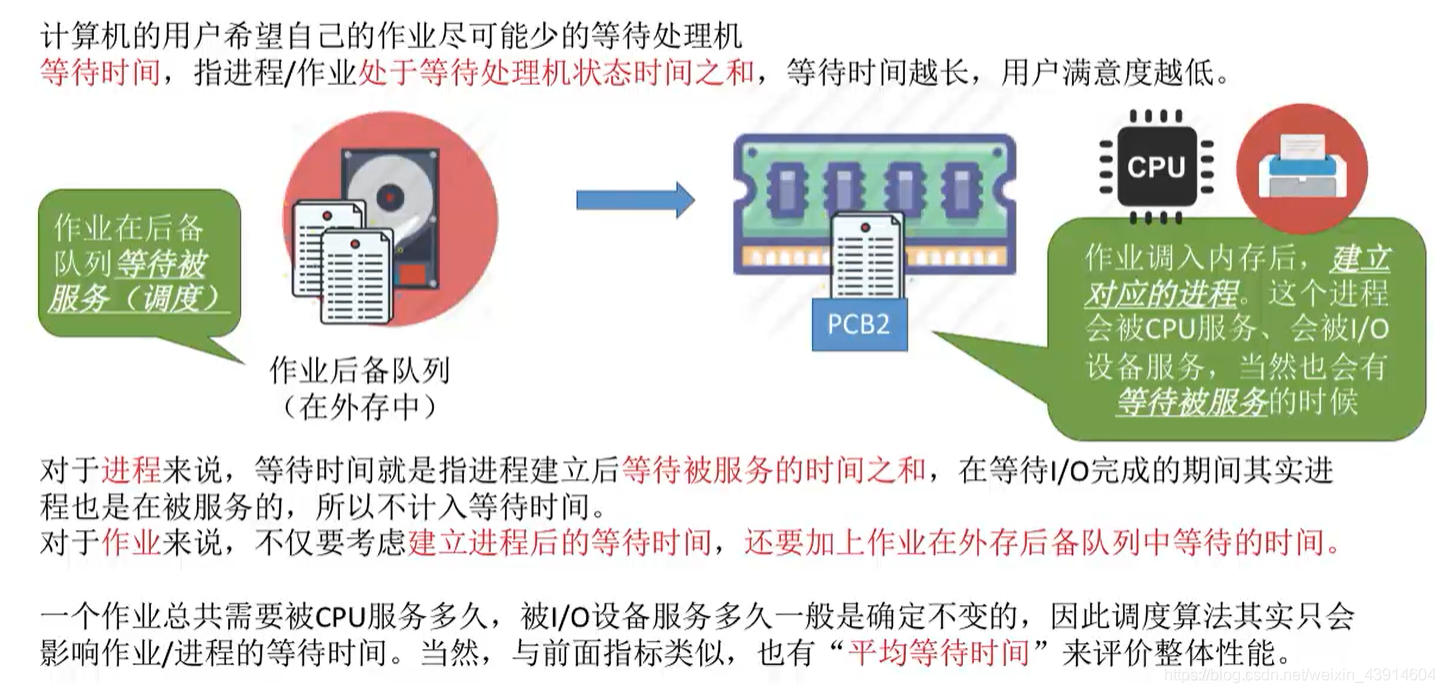 计算机的用户希望自己的作业尽可能少的等待处理机
等待时间，指进程/作业处于等待处理机状态时间之和，等待时间越长，用户满意度越低。
作业在后备
队列等待被
服务（调度）
作业后备队列
（在外存中）
PCB2
CPU
作业调入内存后，建立
对应的进程。这个进程
会被CPU服务、会被I/O
设备服务，当然也会有
等待被服务的时候
对于进程来说，等待时间就是指进程建立后等待被服务的时间之和，在等待I/O完成的期间其实进
程也是在被服务的，所以不计入等待时间。
对于作业来说，不仅要考虑建立进程后的等待时间，还要加上作业在外存后备队列中等待的时间。
一个作业总共需要被CPU服务多久，被I/O设备服务多久一般是确定不变的，因此调度算法其实只会
影响作业/进程的等待时间。当然，与前面指标类似，也有“平均等待时间”来评价整体性能。
https://blog.csdn.net/weixin_43914604